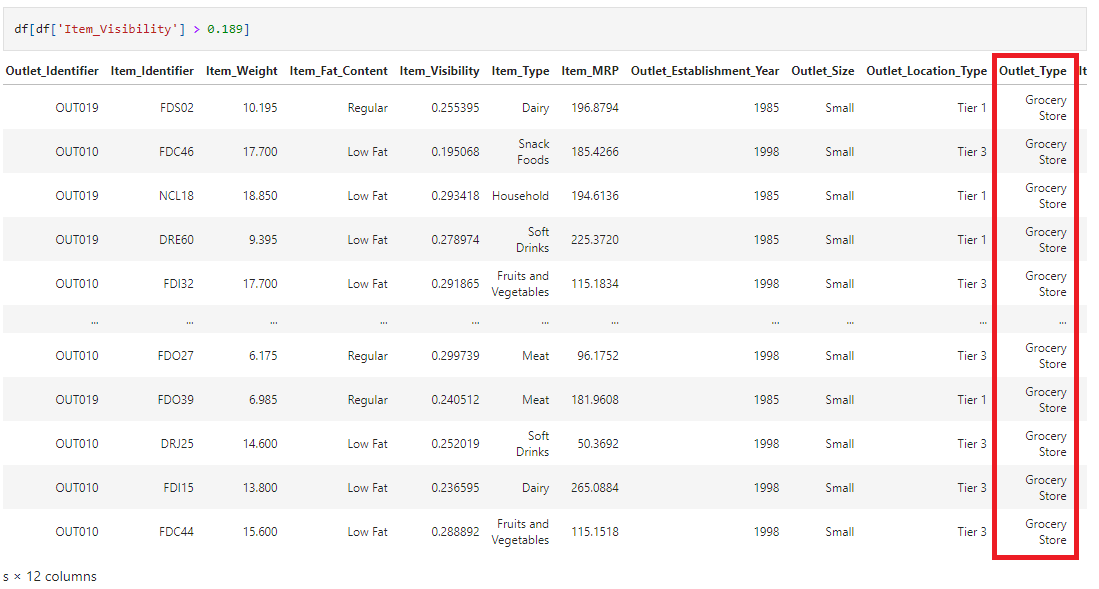 df[df['Item_Visibility'] > 0.189]
Outlet_Identifier Item_Identifier Item_Weight Item_Fat_Content Item_Visibility Item_Type Item_MRP Outlet_Establishment_Year Outlet_Size Outlet_Location_Type Outlet_Type It
OUT019 FDS02 10.195 Regular 0.255395 Dairy 196.8794 1985 Small Tier 1 Grocery
Store
OUT010 FDC46 17.700 Low Fat 0.195068 Snack
Foods 185.4266 1998 Small Tier 3 Grocery
Store
OUT019 NCL18 18.850 Low Fat 0.293418 Household 194.6136 1985 Small Tier 1 Grocery
Store
OUT019 DRE60 9.395 Low Fat 0.278974 Soft
Drinks 225.3720 1985 Small Tier 1 Grocery
Store
OUT010 FDI32 17.700 Low Fat 0.291865 Fruits and
Vegetables 115.1834 1998 Small Tier 3 Grocery
Store
... ... ... ... ... ... ... ... ... ... ...
OUT010 FDO27 6.175 Regular 0.299739 Meat 96.1752 1998 Small Tier 3 Grocery
Store
OUT019 FDO39 6.985 Regular 0.240512 Meat 181.9608 1985 Small Tier 1 Grocery
Store
OUT010 DRJ25 14.600 Low Fat 0.252019 Soft
Drinks 50.3692 1998 Small Tier 3 Grocery
Store
OUT010 FDI15 13.800 Low Fat 0.236595 Dairy 265.0884 1998 Small Tier 3 Grocery
Store
OUT010 FDC44 15.600 Low Fat 0.288892 Fruits and
Vegetables 115.1518 1998 Small Tier 3 Grocery
Store
s × 12 columns